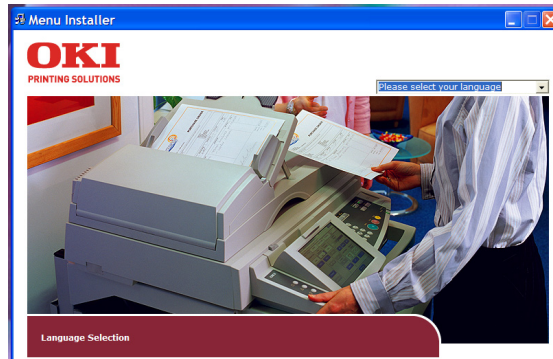 Menu Installer
OKI
PRINTING SOLUTIONS
Please select your language
Language Selection